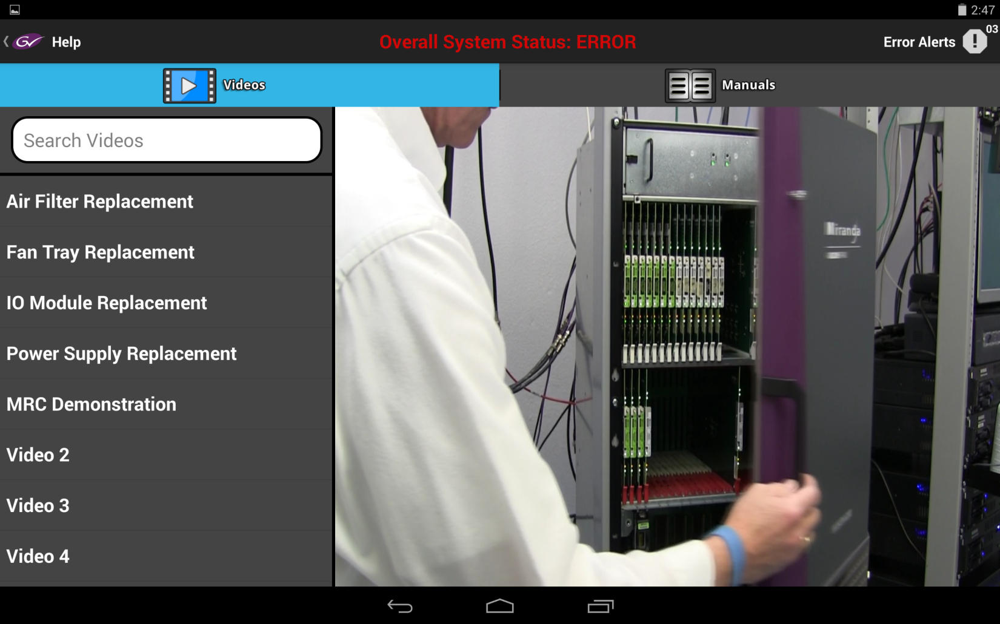 2:47
GV
Help
Overall System Status: ERROR
Error Alerts
03
Videos
Manuals
Search Videos
Air Filter Replacement
Fan Tray Replacement
IO Module Replacement
Power Supply Replacement
MRC Demonstration
Video 2
Video 3
Video 4
Miranda